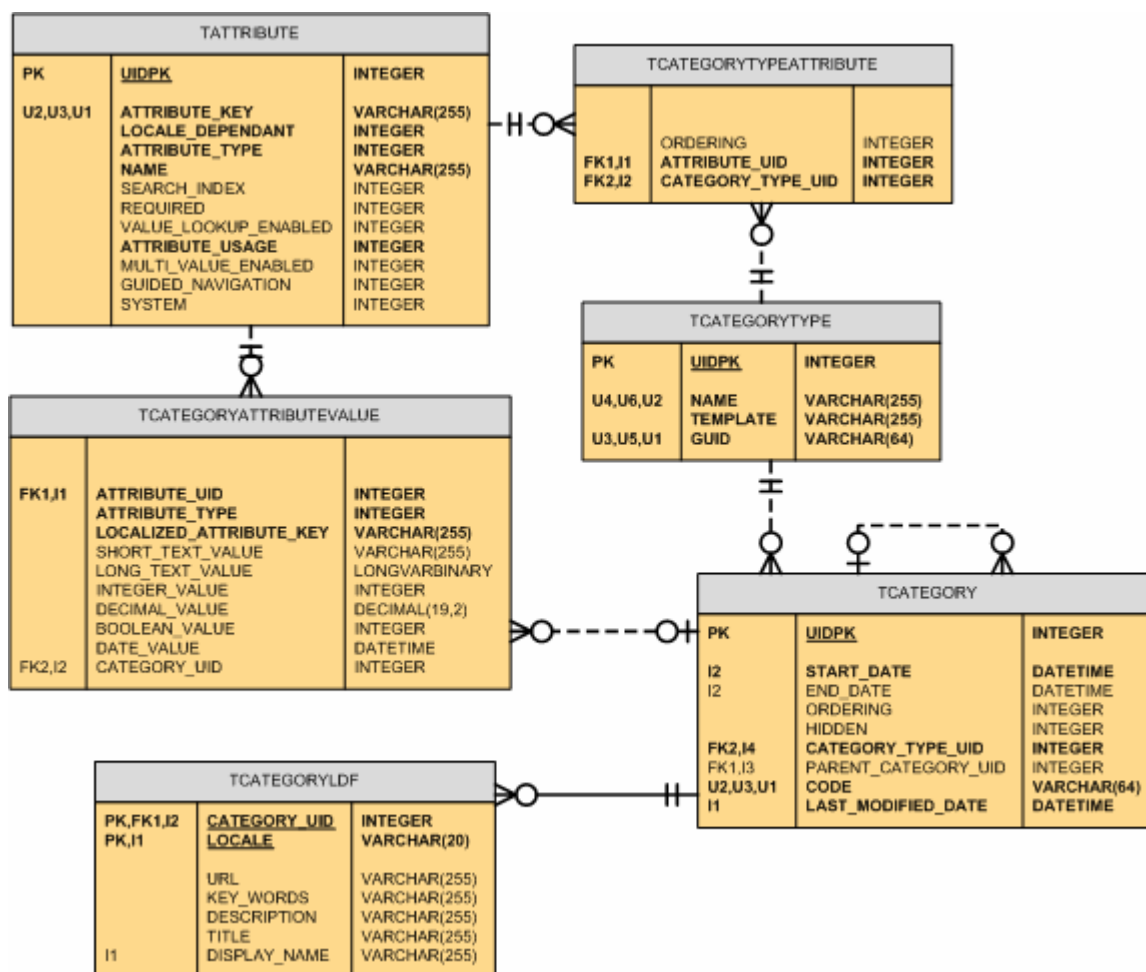 TATTRIBUTE
PK UIDPK INTEGER
U2,U3,U1 ATTRIBUTE_KEY VARCHAR(255)
LOCALE_DEPENDANT INTEGER
ATTRIBUTE_TYPE INTEGER
NAME VARCHAR(255)
SEARCH_INDEX INTEGER
REQUIRED INTEGER
VALUE_LOOKUP_ENABLED INTEGER
ATTRIBUTE_USAGE INTEGER
MULTI_VALUE_ENABLED INTEGER
GUIDED_NAVIGATION INTEGER
SYSTEM INTEGER
TCATEGORYTYPEATTRIBUTE
ORDERING INTEGER
FK1,I1 ATTRIBUTE_UID INTEGER
FK2,I2 CATEGORY_TYPE_UID INTEGER
TCATEGORYTYPE
PK UIDPK INTEGER
U4,U6,U2 NAME VARCHAR(255)
TEMPLATE VARCHAR(255)
U3,U5,U1 GUID VARCHAR(64)
TCATEGORYATTRIBUTEVALUE
FK1,I1 ATTRIBUTE_UID INTEGER
ATTRIBUTE_TYPE INTEGER
LOCALIZED_ATTRIBUTE_KEY VARCHAR(255)
SHORT_TEXT_VALUE VARCHAR(255)
LONG_TEXT_VALUE LONGVARBINARY
INTEGER_VALUE INTEGER
DECIMAL_VALUE DECIMAL(19,2)
BOOLEAN_VALUE INTEGER
DATE_VALUE DATETIME
FK2,I2 CATEGORY_UID INTEGER
TCATEGORY
PK UIDPK INTEGER
I2 START_DATE DATETIME
I2 END_DATE DATETIME
ORDERING INTEGER
HIDDEN INTEGER
FK2,I4 CATEGORY_TYPE_UID INTEGER
FK1,I3 PARENT_CATEGORY_UID INTEGER
U2,U3,U1 CODE VARCHAR(64)
I1 LAST_MODIFIED_DATE DATETIME
TCATEGORYLDF
PK,FK1,I2 CATEGORY_UID INTEGER
PK,I1 LOCALE VARCHAR(20)
URL VARCHAR(255)
KEY_WORDS VARCHAR(255)
DESCRIPTION VARCHAR(255)
TITLE VARCHAR(255)
I1 DISPLAY_NAME VARCHAR(255)